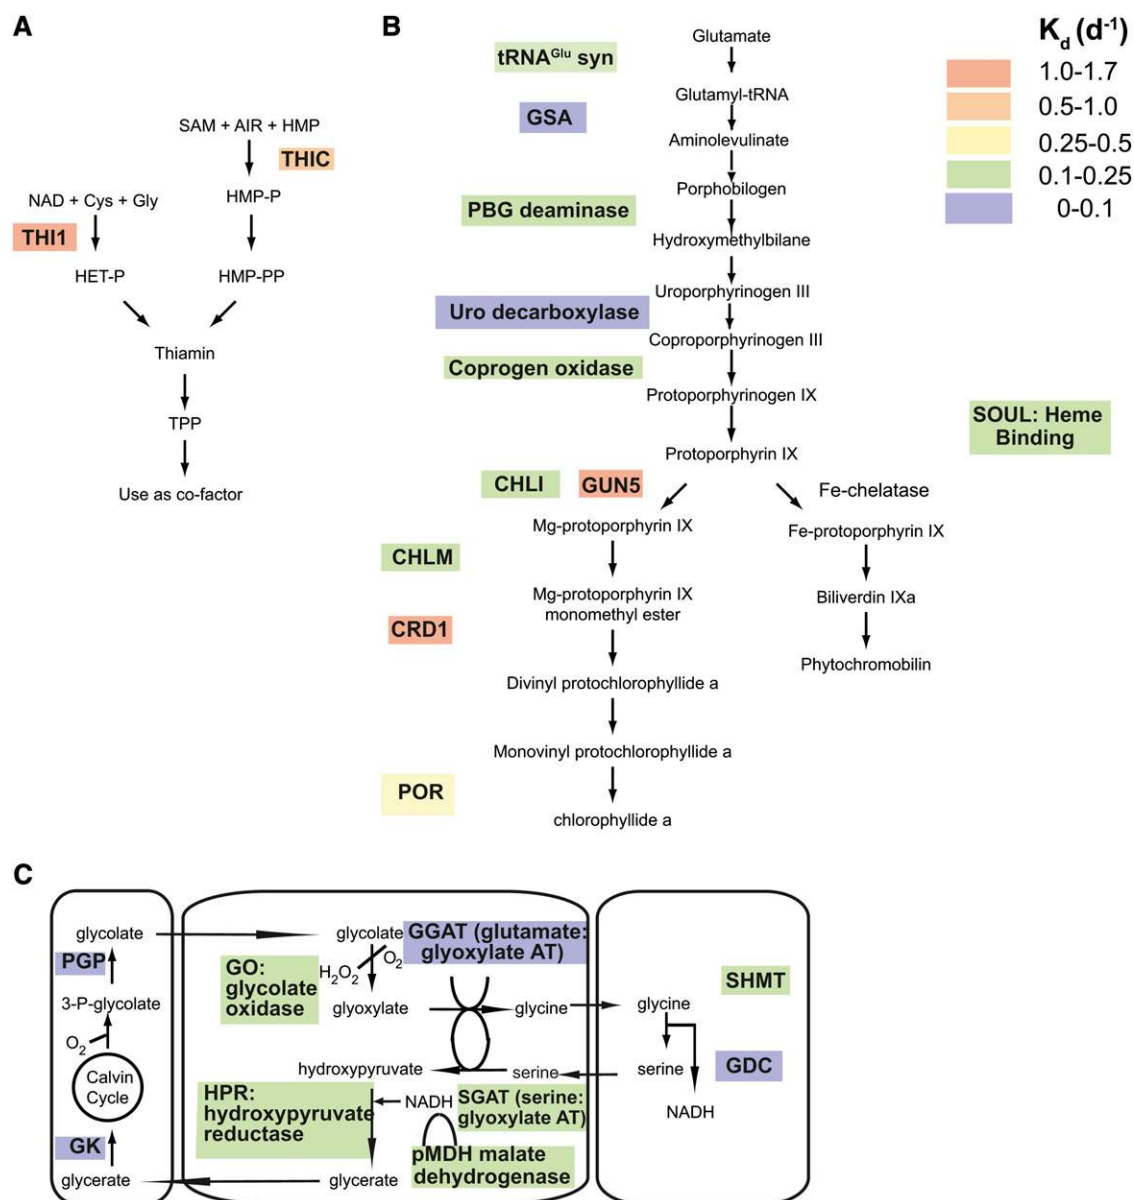 A
SAM + AIR + HMP
THIC
HMP-P
NAD + Cys + Gly
THI1
HET-P
HMP-PP
Thiamin
TPP
Use as co-factor
B
Glutamate
tRNAGlu syn
Glutamyl-tRNA
GSA
Aminolevulinate
Porphobilogen
PBG deaminase
Hydroxymethylbilane
Uroporphyrinogen III
Uro decarboxylase
Coproporphyrinogen III
Coprogen oxidase
Protoporphyrinogen IX
Protoporphyrin IX
CHLI
GUN5
Fe-chelatase
Mg-protoporphyrin IX
Fe-protoporphyrin IX
CHLM
Mg-protoporphyrin IX
monomethyl ester
Biliverdin IXa
CRD1
Phytochromobilin
Divinyl protochlorophyllide a
Monovinyl protochlorophyllide a
POR
chlorophyllide a
SOUL: Heme
Binding
Kd (d-1)
1.0-1.7
0.5-1.0
0.25-0.5
0.1-0.25
0-0.1
C
glycolate
PGP
3-P-glycolate
O2
Calvin
Cycle
GK
glycerate
glycolate
GGAT (glutamate:
glyoxylate AT)
O2
H2O2
GO:
glycolate
oxidase
glyoxylate
glycine
hydroxypyruvate
serine
HPR:
hydroxypyruvate
reductase
NADH
SGAT (serine:
glyoxylate AT)
pMDH malate
dehydrogenase
glycerate
SHMT
glycine
serine
GDC
NADH